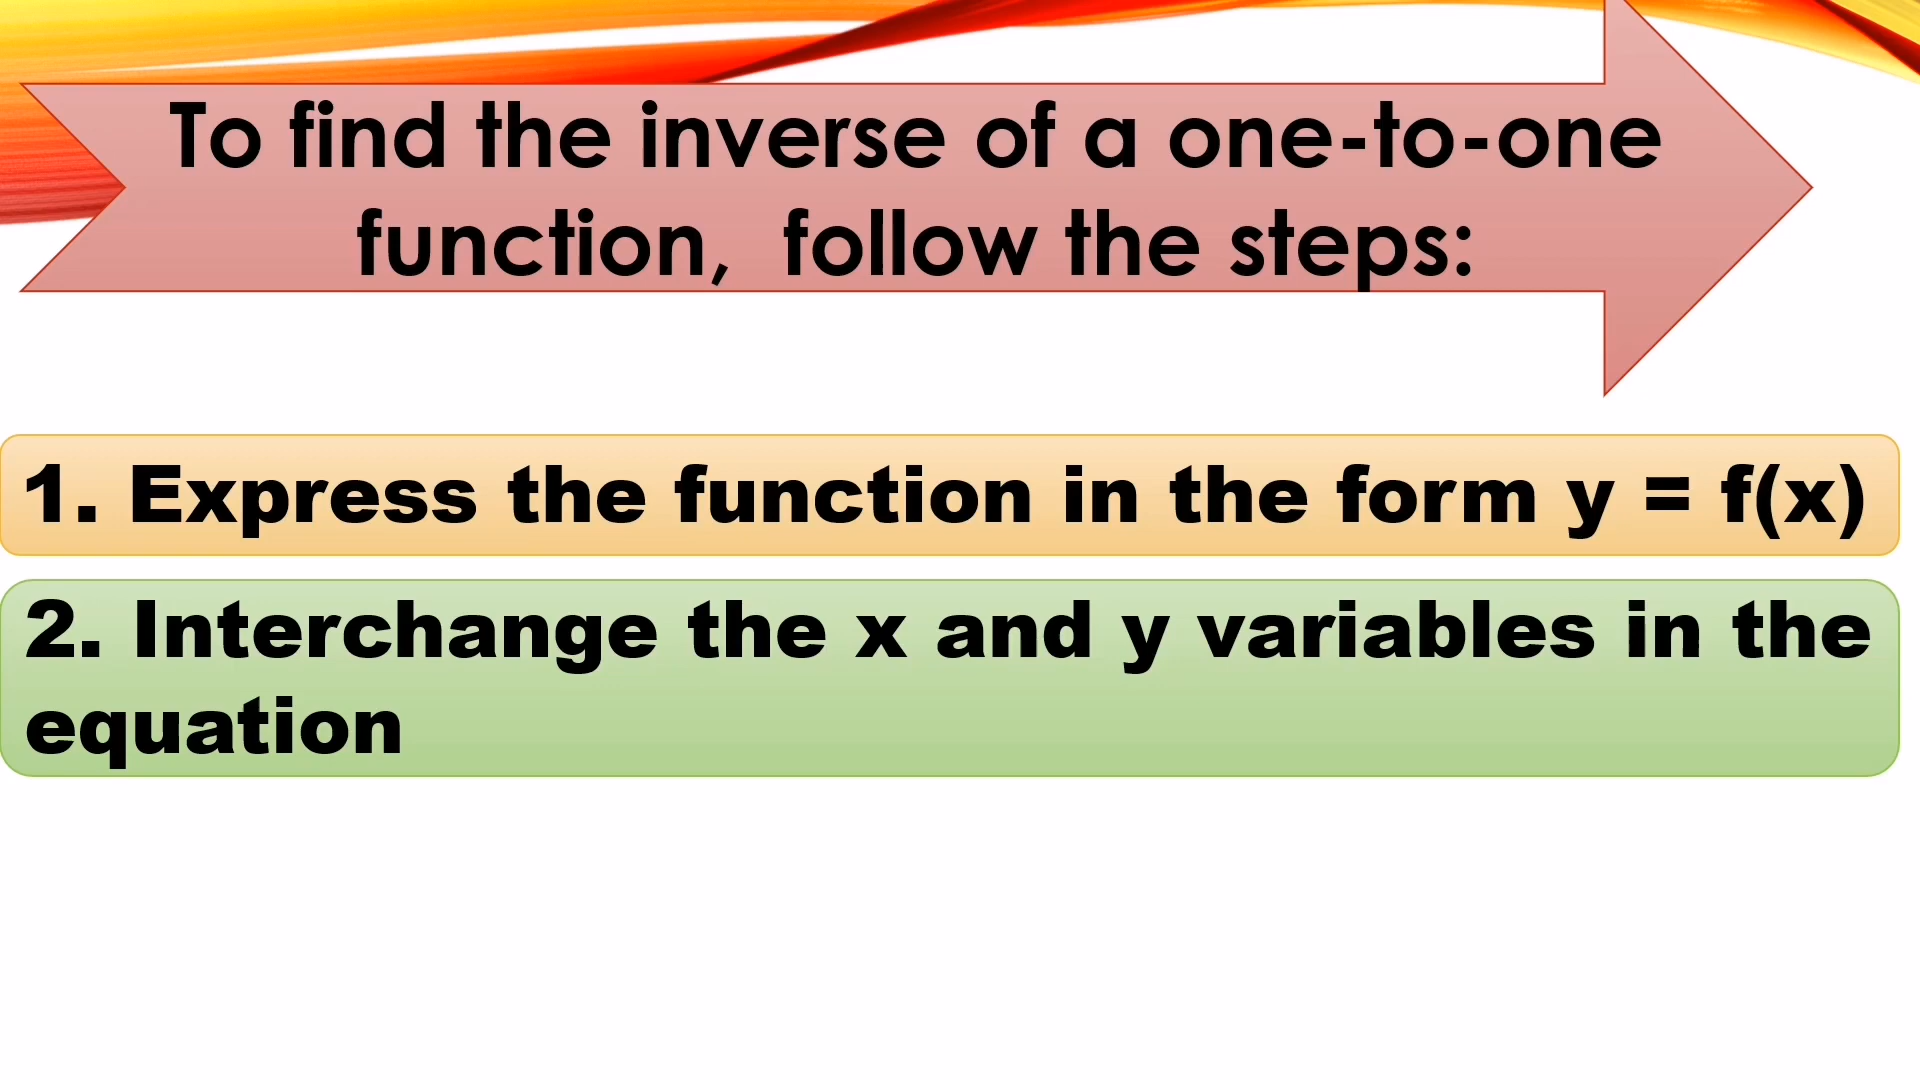 To find the inverse of a one-to-one
function,  follow the steps:
1. Express the function in the form y = f(x)
2. Interchange the x and y variables in the
equation